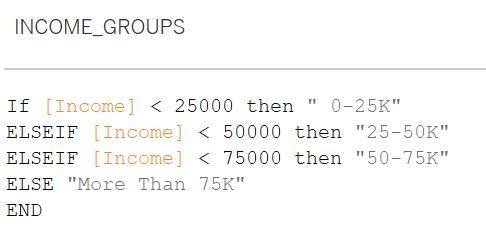 INCOME_GROUPS
If [Income] < 25000 then " 0-25K"
ELSEIF [Income] < 50000 then "25-50K"
ELSEIF [Income] < 75000 then "50-75K"
ELSE "More Than 75K"
END